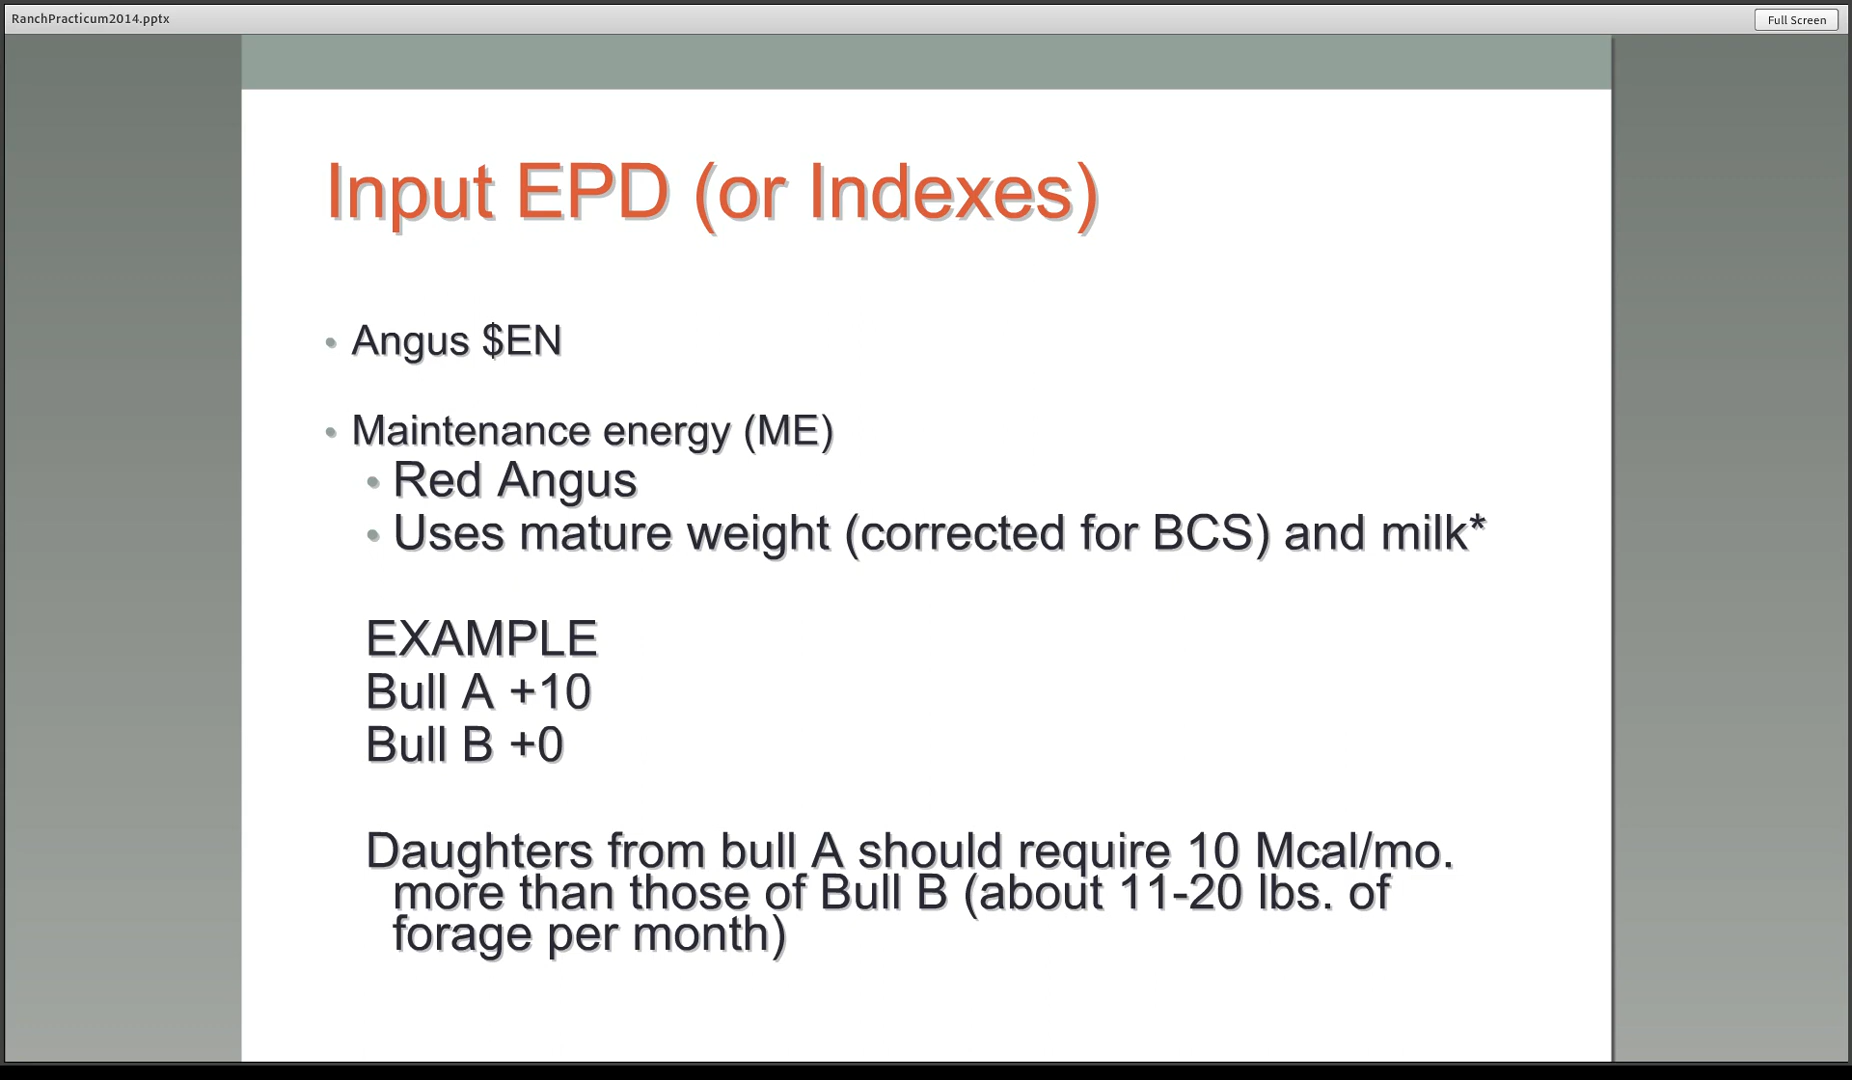 RanchPracticum2014.pptx
Full Screen
Input EPD (or Indexes)
• Angus $EN
• Maintenance energy (ME)
• Red Angus
• Uses mature weight (corrected for BCS) and milk*
EXAMPLE
Bull A +10
Bull B +0
Daughters from bull A should require 10 Mcal/mo.
more than those of Bull B (about 11-20 lbs. of
forage per month)